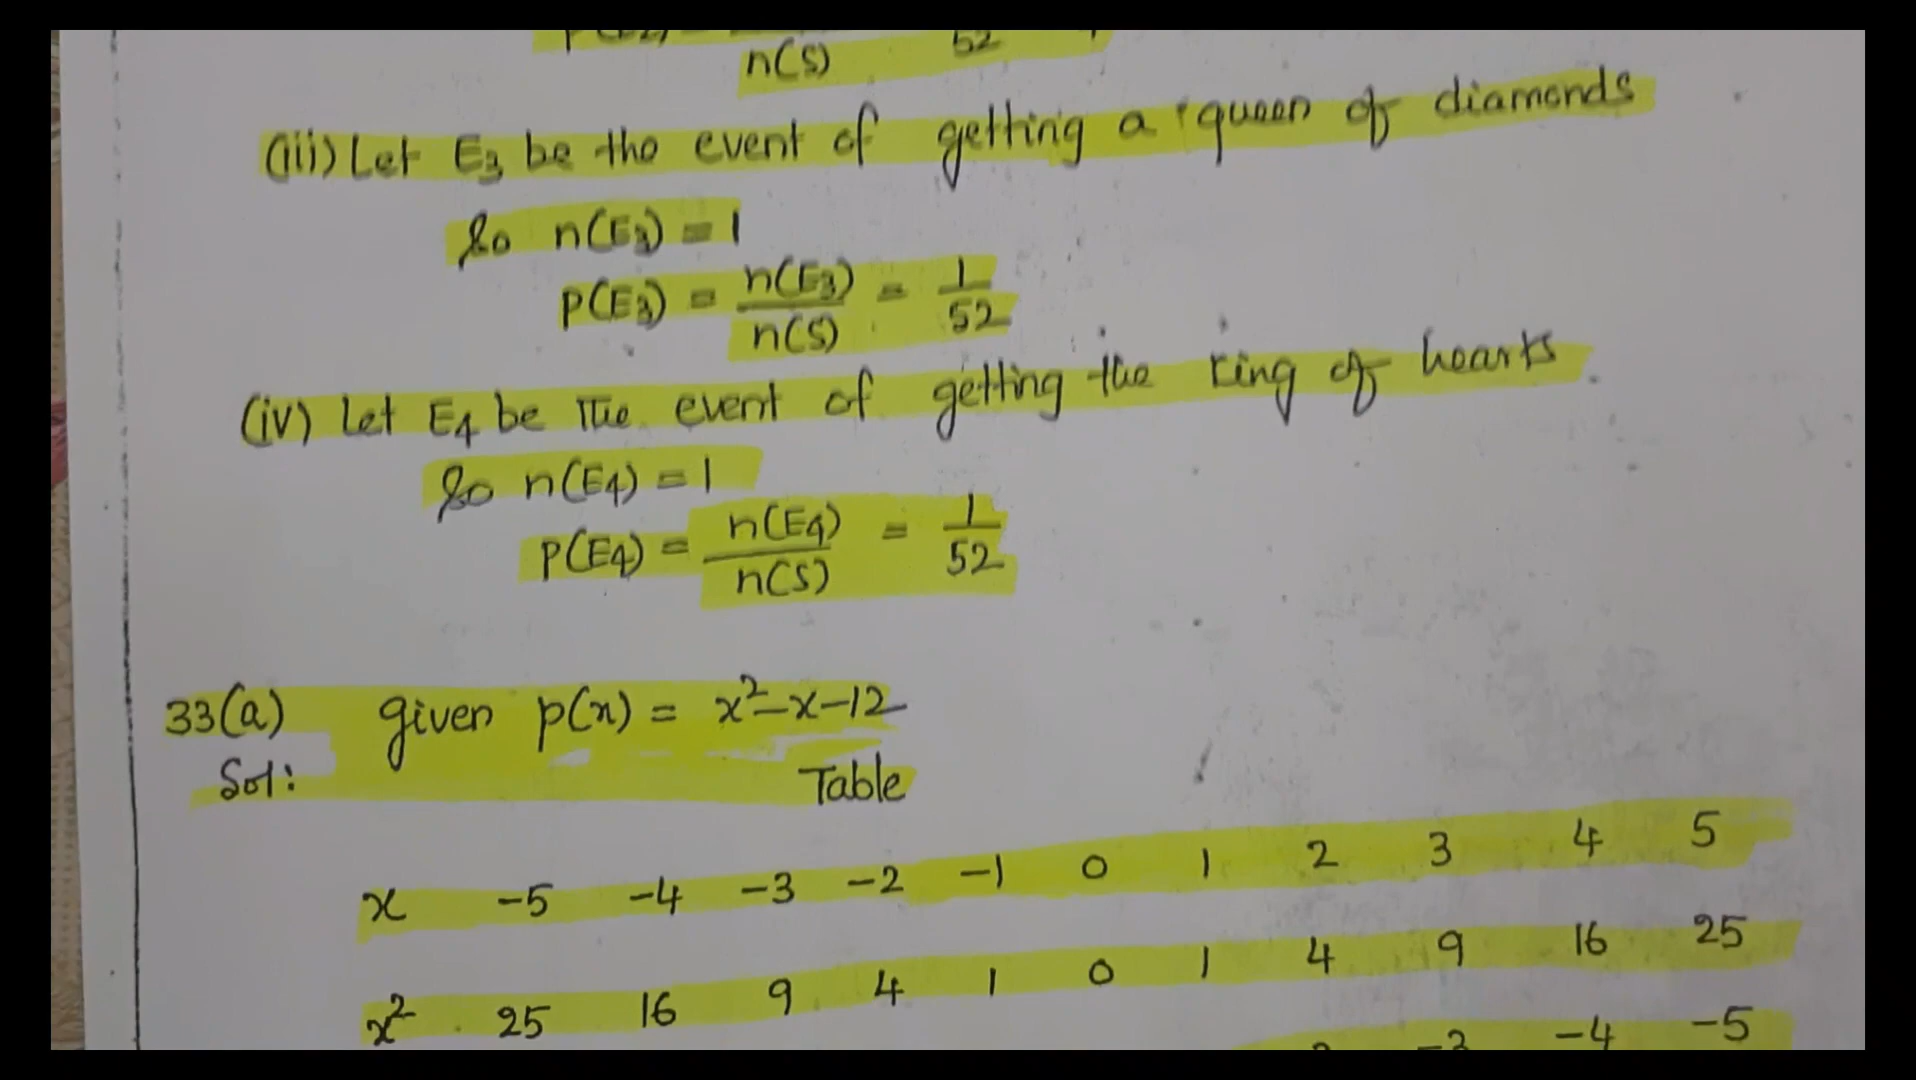 n(S) 52
(iii) Let E3 be the event of getting a queen of diamonds
So n(E3) = 1
P(E3) = n(E3)/n(S) = 1/52
(iv) Let E4 be the event of getting the king of hearts.
So n(E4) = 1
P(E4) = n(E4)/n(S) = 1/52
33(a) given p(x) = x²-x-12
Sol: Table
x -5 -4 -3 -2 -1 0 1 2 3 4 5
x² 25 16 9 4 1 0 1 4 9 16 25
-3 -4 -5